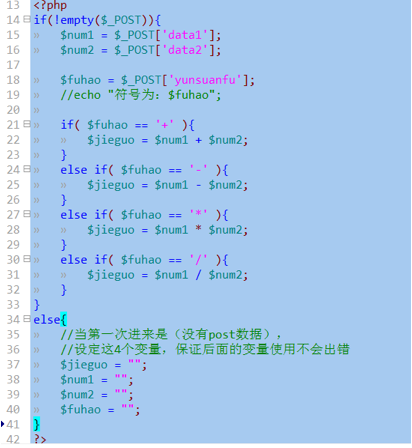 13 <?php
14 if(!empty($_POST)){
15 $num1 = $_POST['data1'];
16 $num2 = $_POST['data2'];
17
18 $fuhao = $_POST['yunsuanfu'];
19 //echo "符号为：$fuhao";
20
21 if( $fuhao == '+' ){
22 $jieguo = $num1 + $num2;
23 }
24 else if( $fuhao == '-' ){
25 $jieguo = $num1 - $num2;
26 }
27 else if( $fuhao == '*' ){
28 $jieguo = $num1 * $num2;
29 }
30 else if( $fuhao == '/' ){
31 $jieguo = $num1 / $num2;
32 }
33 }
34 else{
35 //当第一次进来是（没有post数据），
36 //设定这4个变量，保证后面的变量使用不会出错
37 $jieguo = "";
38 $num1 = "";
39 $num2 = "";
40 $fuhao = "";
41 }
42 ?>